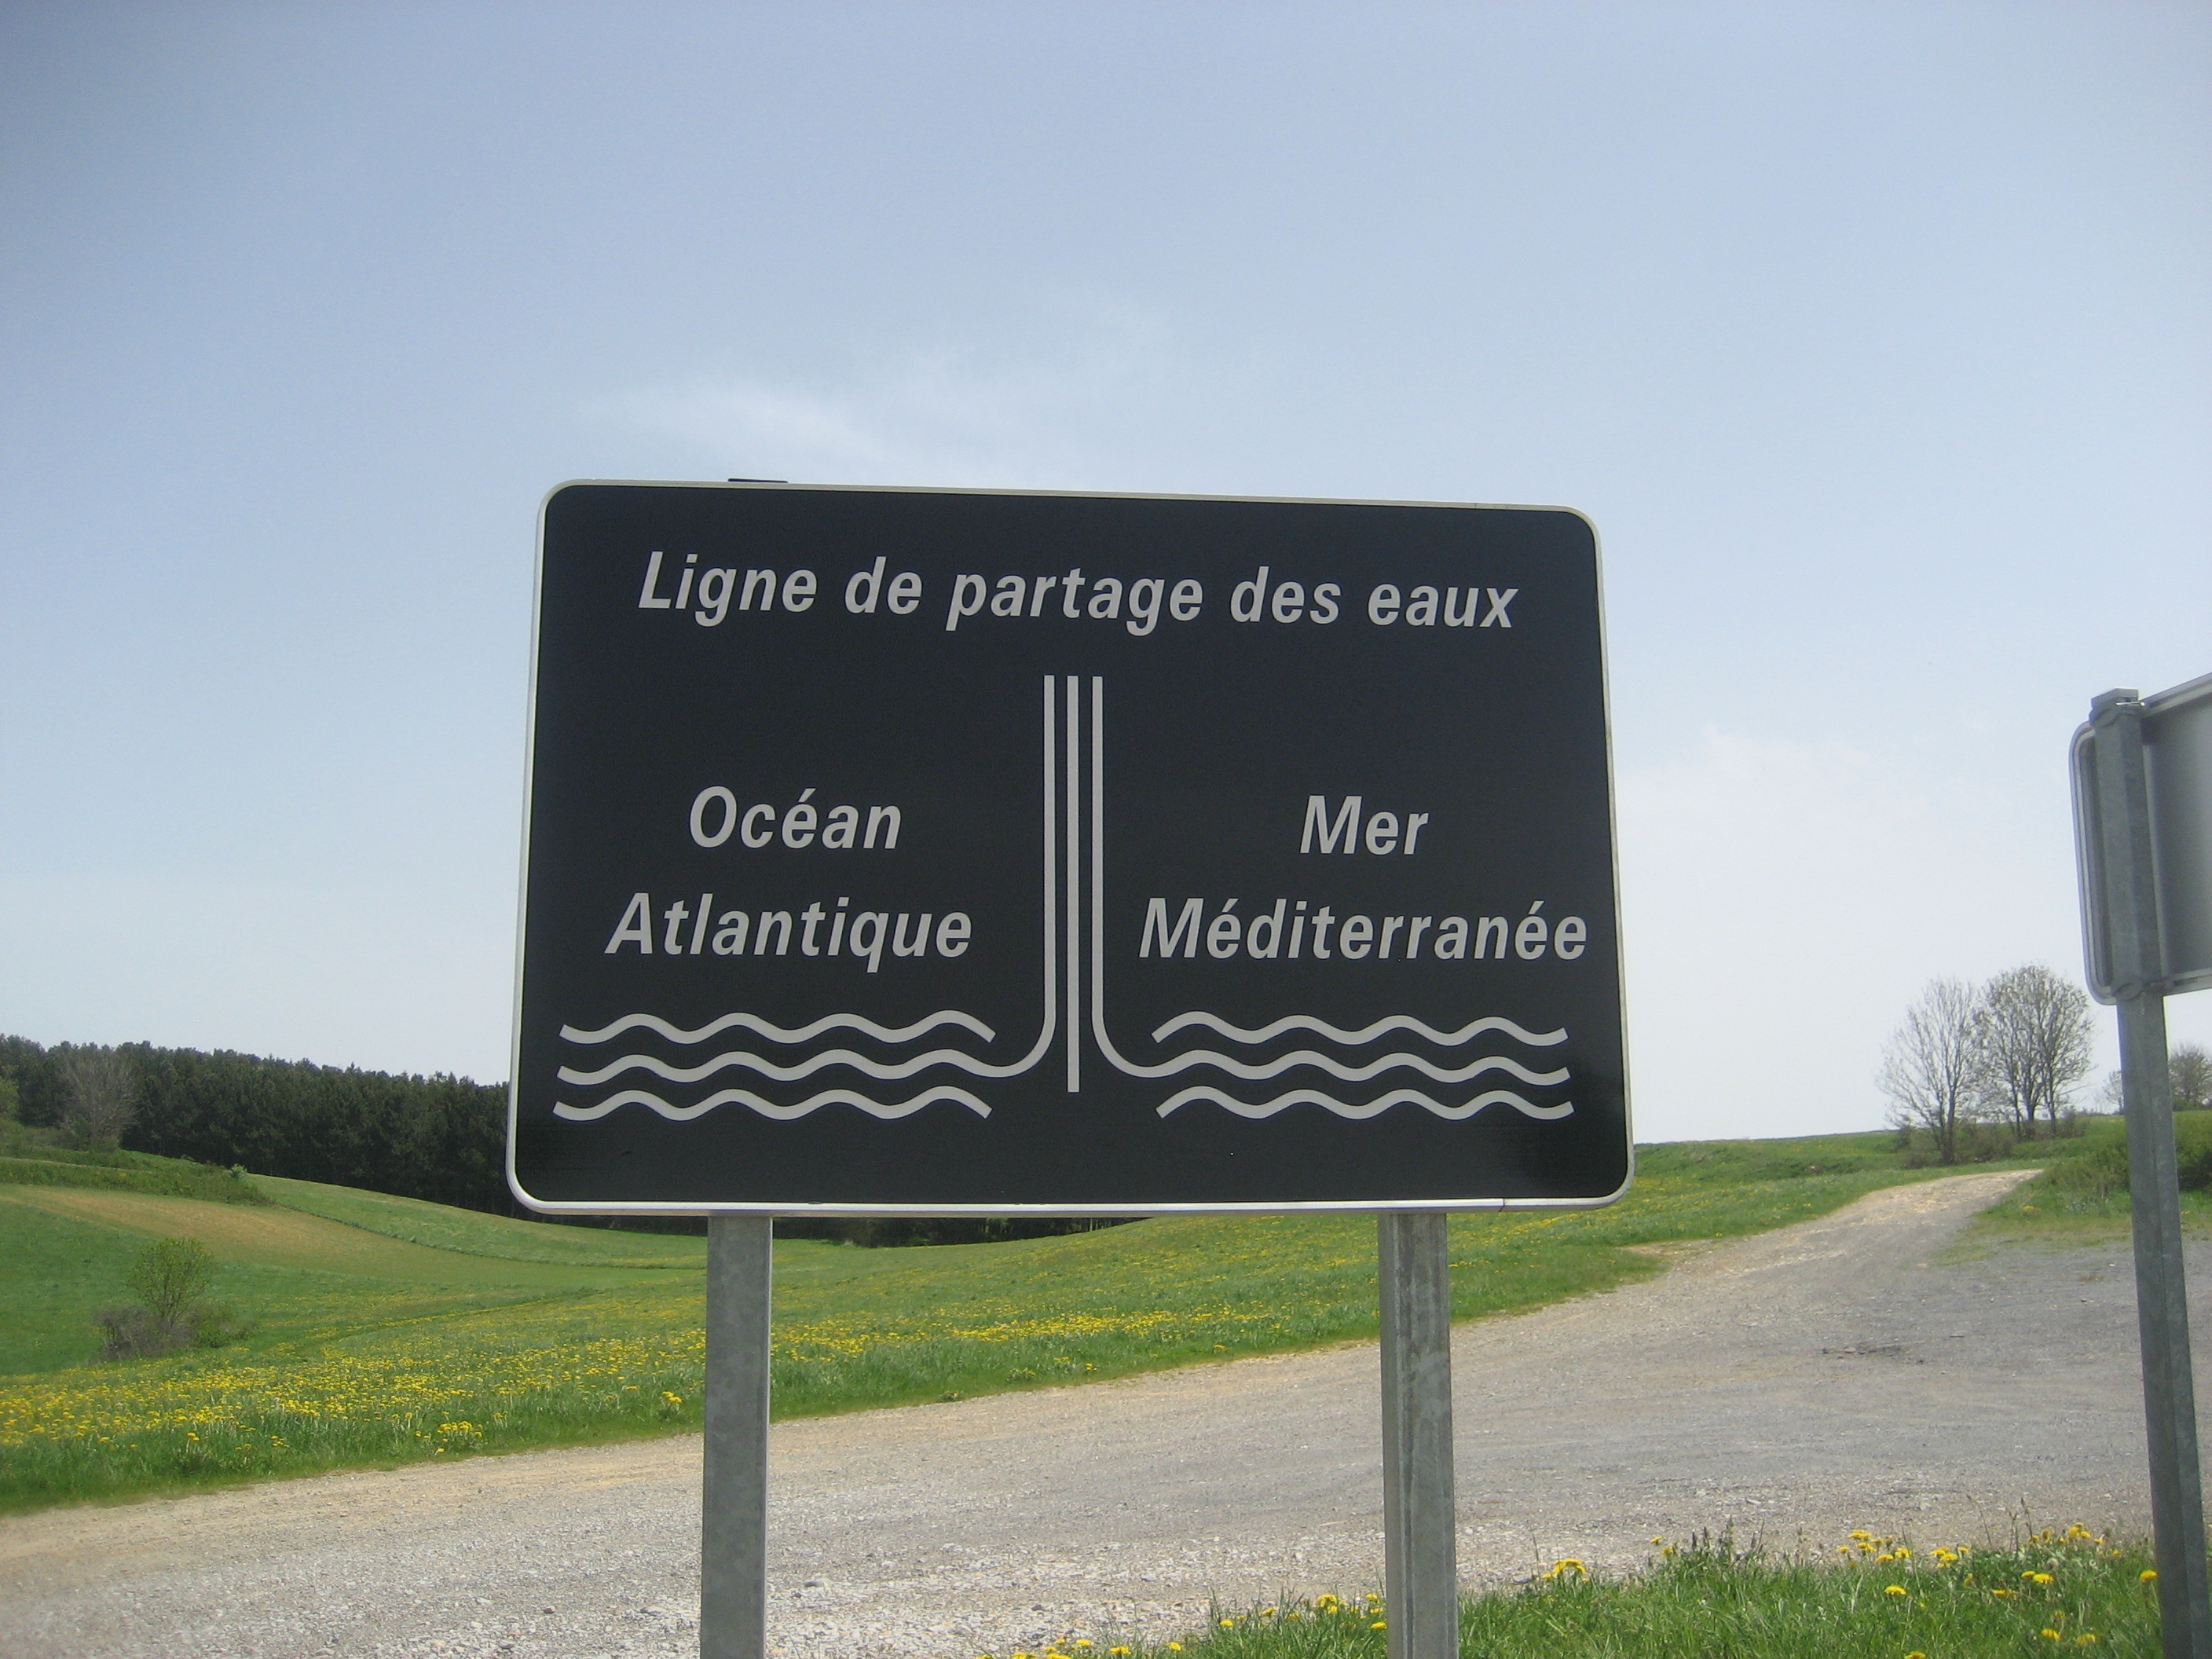 Ligne de partage des eaux
Océan
Atlantique
Mer
Méditerranée